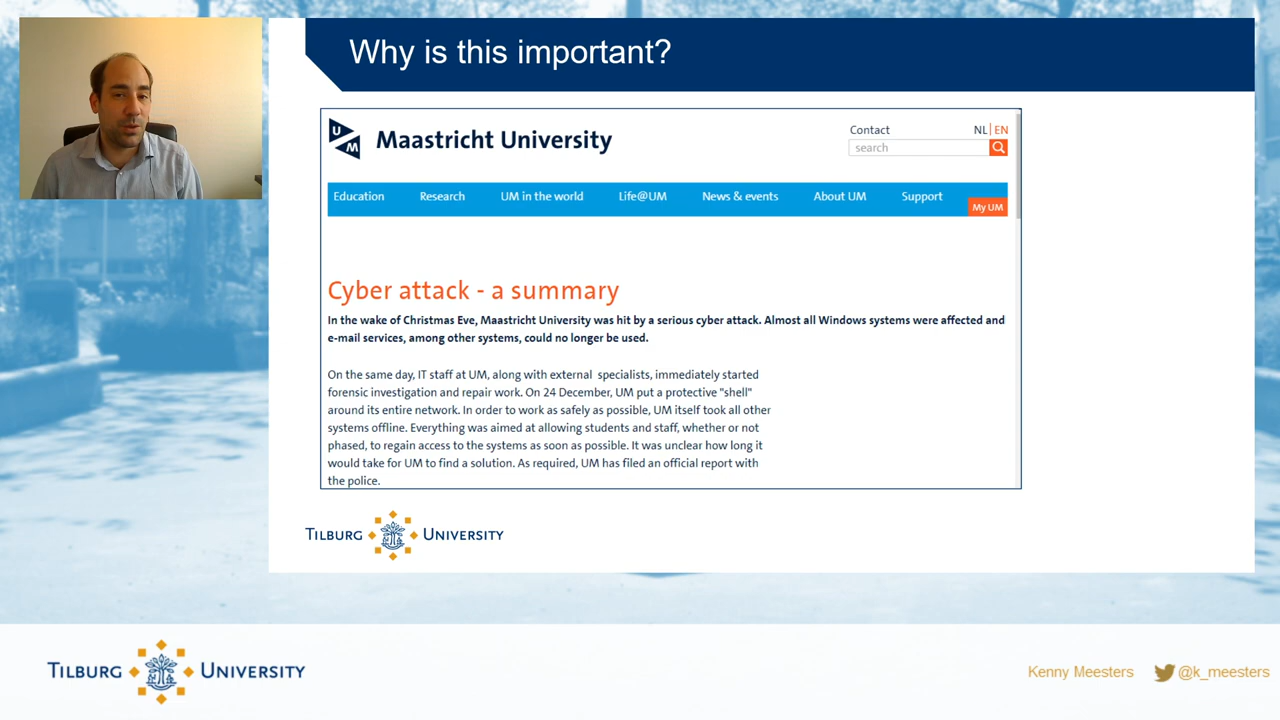 Why is this important?
U
M
Maastricht University
Contact
NL | EN
search
Education Research UM in the world Life@UM News & events About UM Support
My UM
Cyber attack - a summary
In the wake of Christmas Eve, Maastricht University was hit by a serious cyber attack. Almost all Windows systems were affected and
e-mail services, among other systems, could no longer be used.
On the same day, IT staff at UM, along with external specialists, immediately started
forensic investigation and repair work. On 24 December, UM put a protective "shell"
around its entire network. In order to work as safely as possible, UM itself took all other
systems offline. Everything was aimed at allowing students and staff, whether or not
phased, to regain access to the systems as soon as possible. It was unclear how long it
would take for UM to find a solution. As required, UM has filed an official report with
the police.
TILBURG UNIVERSITY
TILBURG UNIVERSITY
Kenny Meesters @k_meesters